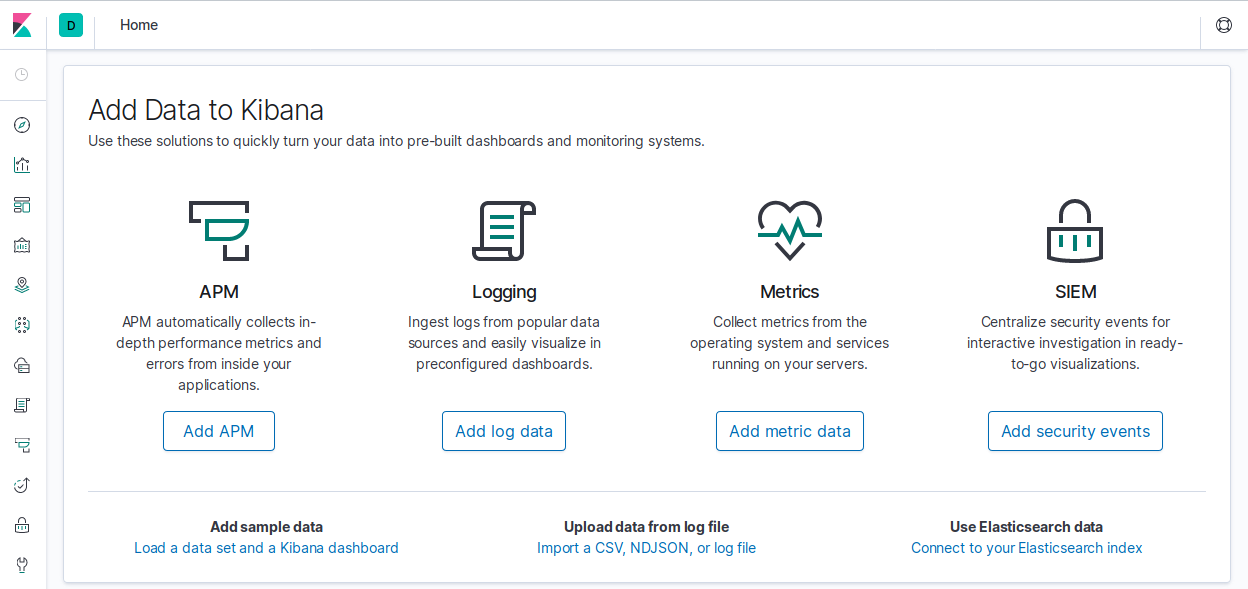 D
Home
Add Data to Kibana
Use these solutions to quickly turn your data into pre-built dashboards and monitoring systems.
APM
APM automatically collects in-
depth performance metrics and
errors from inside your
applications.
Add APM
Logging
Ingest logs from popular data
sources and easily visualize in
preconfigured dashboards.
Add log data
Metrics
Collect metrics from the
operating system and services
running on your servers.
Add metric data
SIEM
Centralize security events for
interactive investigation in ready-
to-go visualizations.
Add security events
Add sample data
Load a data set and a Kibana dashboard
Upload data from log file
Import a CSV, NDJSON, or log file
Use Elasticsearch data
Connect to your Elasticsearch index